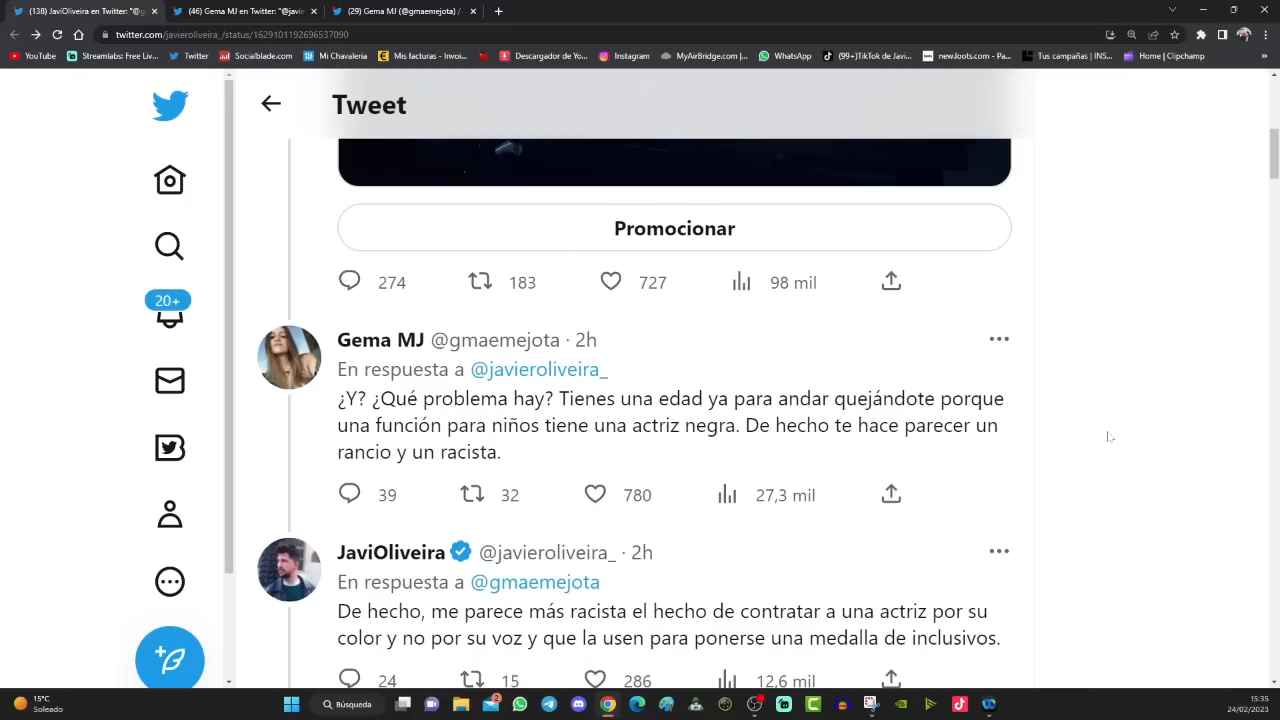 (138) JaviOliveira en Twitter: "@g
(46) Gema MJ en Twitter: "@javie
(29) Gema MJ (@gmaemejota) /
twitter.com/javieroliveira_/status/1629101192696537090
YouTube
Streamlabs: Free Liv...
Twitter
Socialblade.com
Mi Chavaleria
Mis facturas - Invoi...
Descargador de Yo...
Instagram
MyAirBridge.com |...
WhatsApp
(99+)TikTok de Javi...
new.loots.com - Pa...
Tus campañas | INS...
Home | Clipchamp
»
Tweet
Promocionar
274 183 727 98 mil
20+
Gema MJ @gmaemejota · 2h
En respuesta a @javieroliveira_
¿Y? ¿Qué problema hay? Tienes una edad ya para andar quejándote porque
una función para niños tiene una actriz negra. De hecho te hace parecer un
rancio y un racista.
39 32 780 27,3 mil
JaviOliveira @javieroliveira_ · 2h
En respuesta a @gmaemejota
De hecho, me parece más racista el hecho de contratar a una actriz por su
color y no por su voz y que la usen para ponerse una medalla de inclusivos.
24 15 286 12,6 mil
15°C
Soleado
Búsqueda
2
15:35
24/02/2023